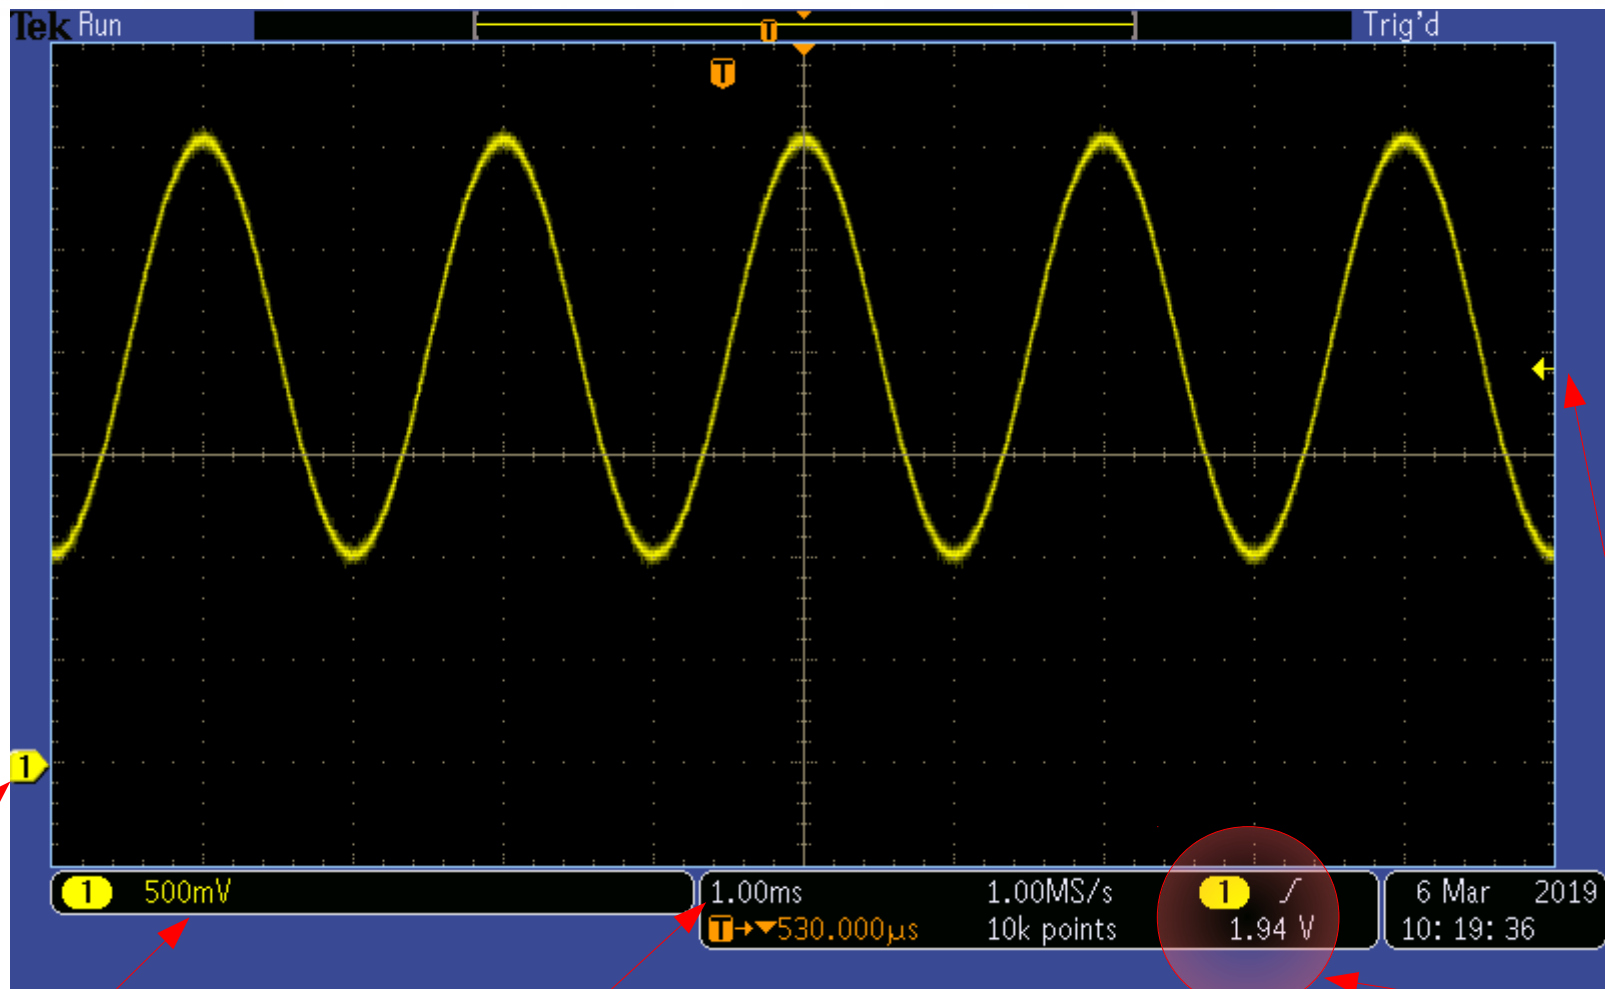 Tek Run
Trig'd
T
T
1
1 500mV
1.00ms 1.00MS/s 1 
T→▼530.000µs 10k points 1.94 V
6 Mar 2019
10:19:36